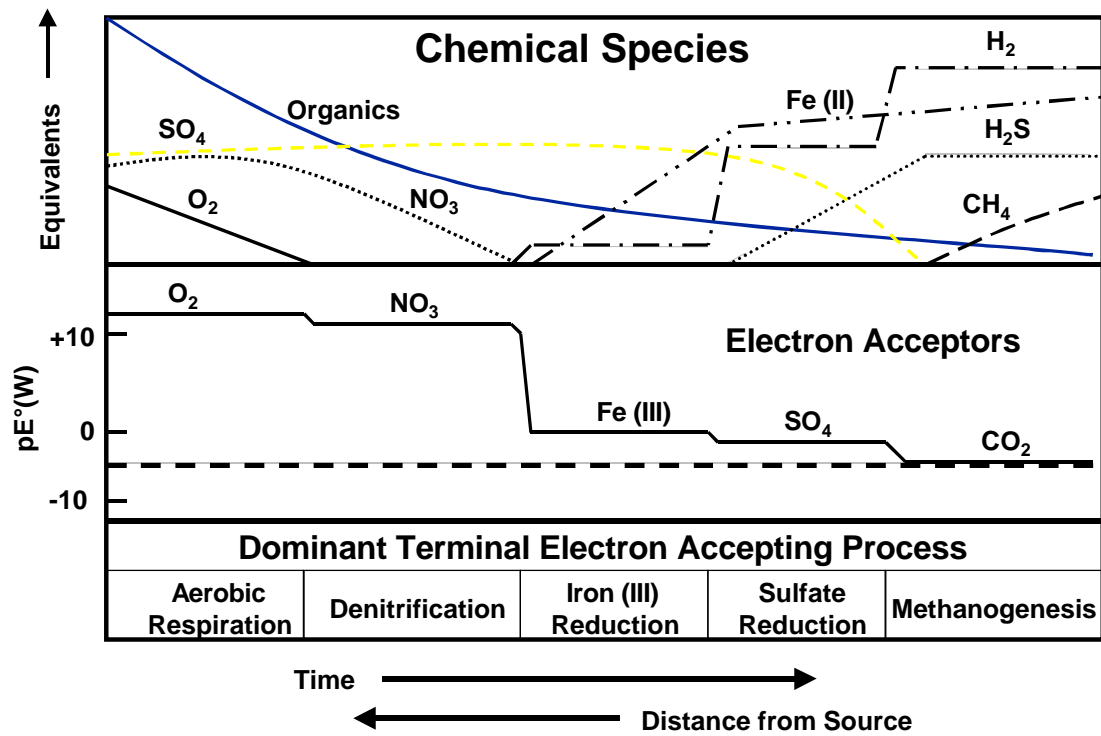 Chemical Species
Equivalents
H₂
Fe (II)
Organics
SO₄
H₂S
NO₃
O₂
CH₄
O₂
NO₃
+10
Electron Acceptors
pE°(W)
Fe (III)
0
SO₄
CO₂
-10
Dominant Terminal Electron Accepting Process
Aerobic
Respiration
Denitrification
Iron (III)
Reduction
Sulfate
Reduction
Methanogenesis
Time
Distance from Source